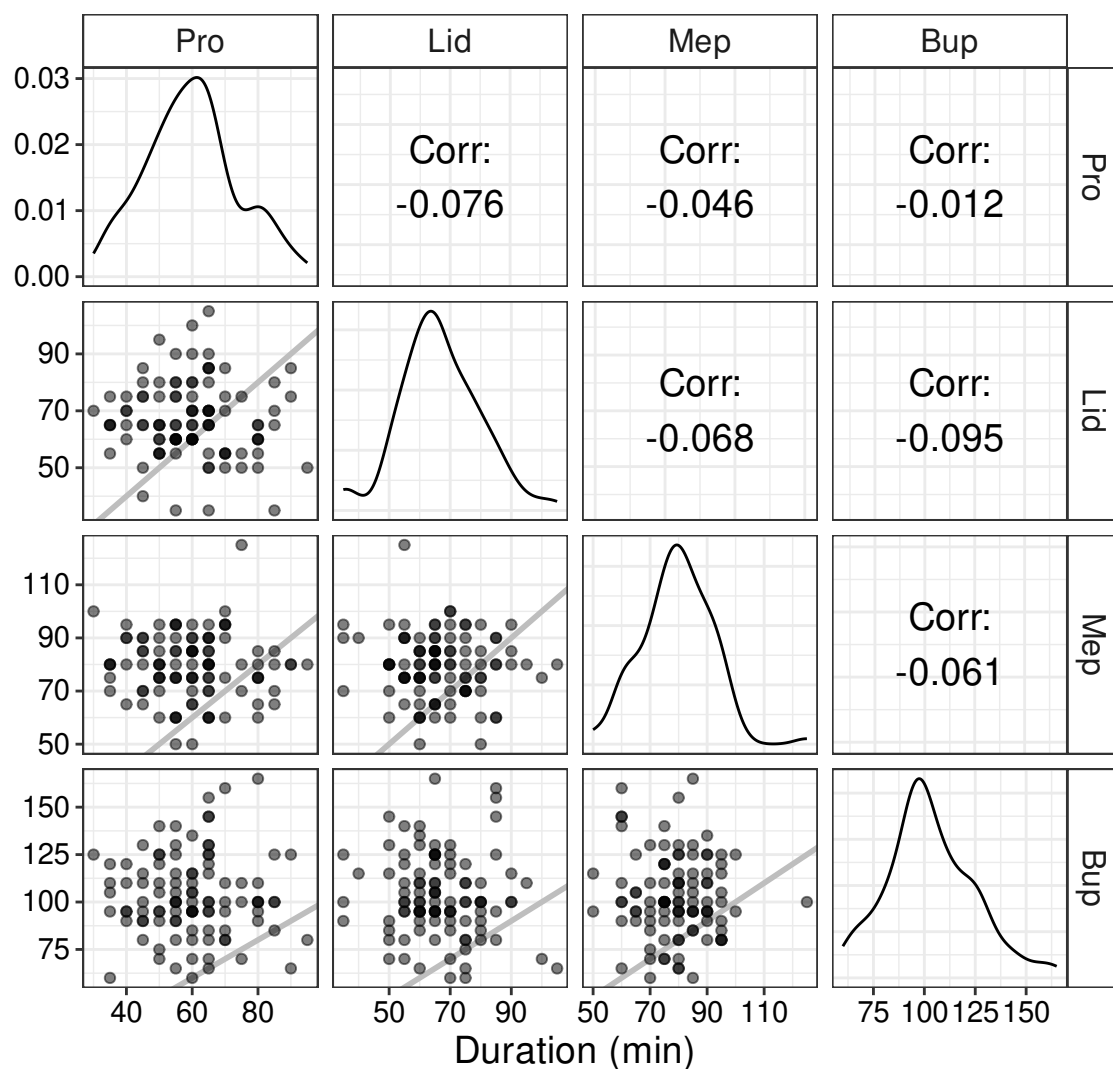 Pro Lid Mep Bup
0.03
0.02
0.01
0.00
Corr:
-0.076
Corr:
-0.046
Corr:
-0.012
Pro
90
70
50
Corr:
-0.068
Corr:
-0.095
Lid
110
90
70
50
Corr:
-0.061
Mep
150
125
100
75
Bup
40 60 80 50 70 90 50 70 90 110 75 100 125 150
Duration (min)